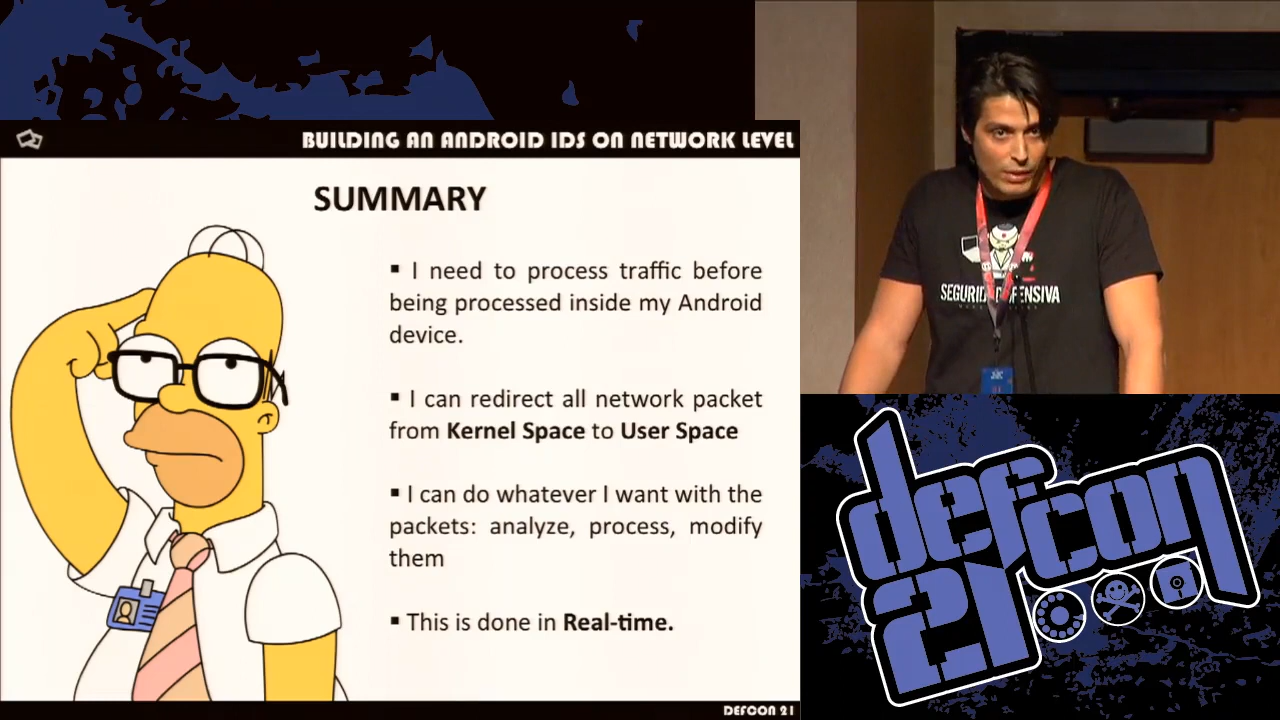 BUILDING AN ANDROID IDS ON NETWORK LEVEL
SUMMARY
▪ I need to process traffic before
being processed inside my Android
device.
▪ I can redirect all network packet
from Kernel Space to User Space
▪ I can do whatever I want with the
packets: analyze, process, modify
them
▪ This is done in Real-time.
DEFCON 21
defcon
21